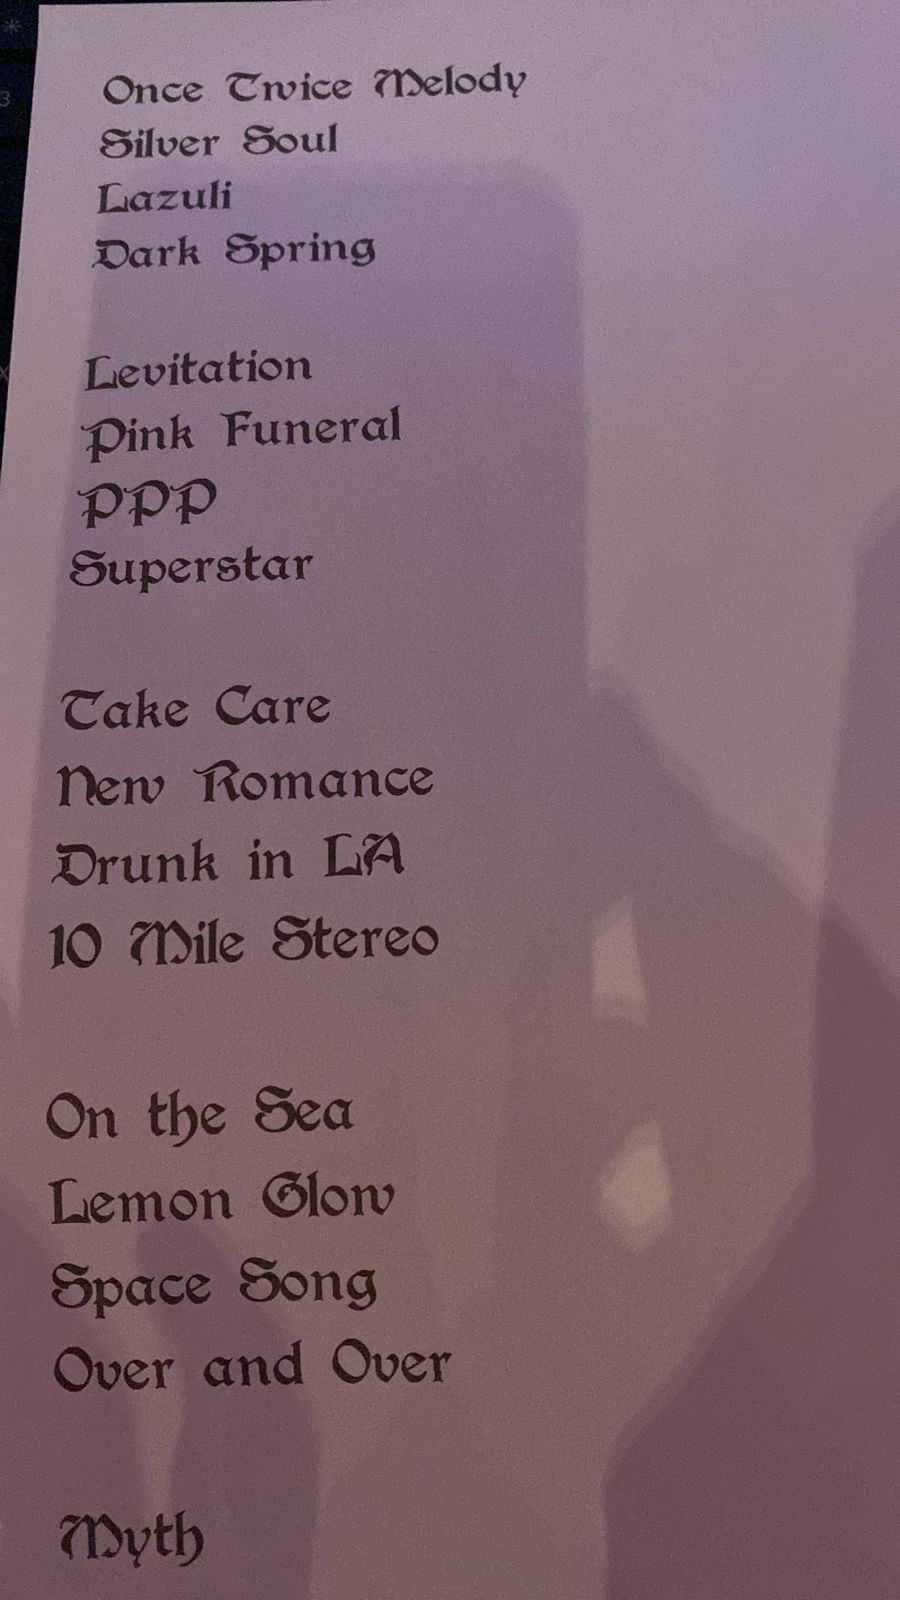 Once Twice Melody
Silver Soul
Lazuli
Dark Spring
Levitation
Pink Funeral
PPP
Superstar
Take Care
New Romance
Drunk in LA
10 Mile Stereo
On the Sea
Lemon Glow
Space Song
Over and Over
Myth